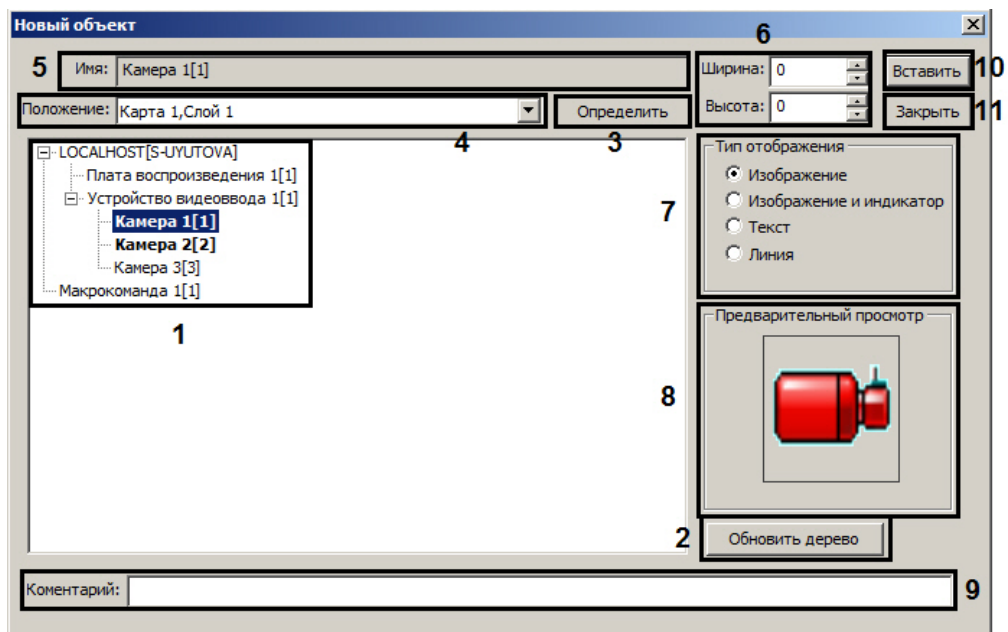 Новый объект
6
5 Имя: Камера 1[1] Ширина: 0 Вставить 10
Положение: Карта 1,Слой 1 Определить Высота: 0 Закрыть 11
4 3
LOCALHOST[S-UYUTOVA] Тип отображения
Плата воспроизведения 1[1] Изображение
Устройство видеоввода 1[1] Изображение и индикатор
7
Камера 1[1] Текст
Камера 2[2] Линия
Камера 3[3]
Макрокоманда 1[1]
1
Предварительный просмотр
8
2 Обновить дерево
Коментарий: 9